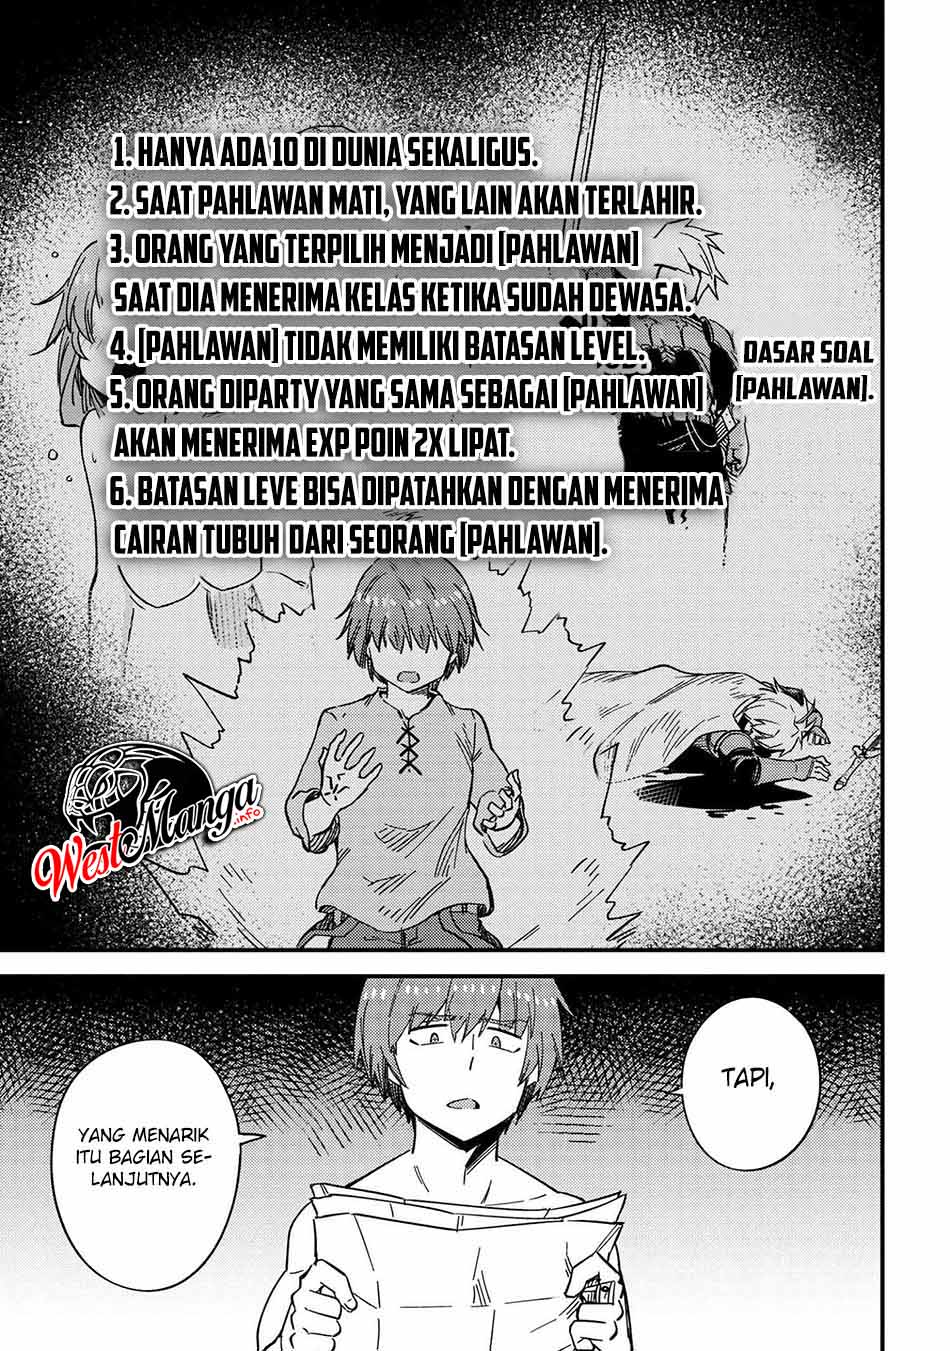 1. HANYA ADA 10 DI DUNIA SEKALIGUS.
2. SAAT PAHLAWAN MATI, YANG LAIN AKAN TERLAHIR.
3. ORANG YANG TERPILIH MENJADI [PAHLAWAN]
SAAT DIA MENERIMA KELAS KETIKA SUDAH DEWASA.
4. [PAHLAWAN] TIDAK MEMILIKI BATASAN LEVEL.
5. ORANG DIPARTY YANG SAMA SEBAGAI [PAHLAWAN]
AKAN MENERIMA EXP POIN 2X LIPAT.
6. BATASAN LEVE BISA DIPATAHKAN DENGAN MENERIMA
CAIRAN TUBUH DARI SEORANG [PAHLAWAN].
DASAR SOAL
[PAHLAWAN].
WestManga
.info
TAPI,
YANG MENARIK
ITU BAGIAN SE-
LANJUTNYA.